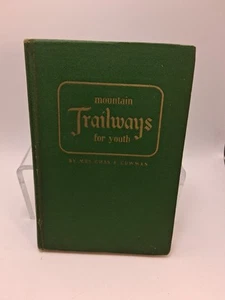 mountain
Trailways
for youth
BY MRS. CHAS. E. COWMAN